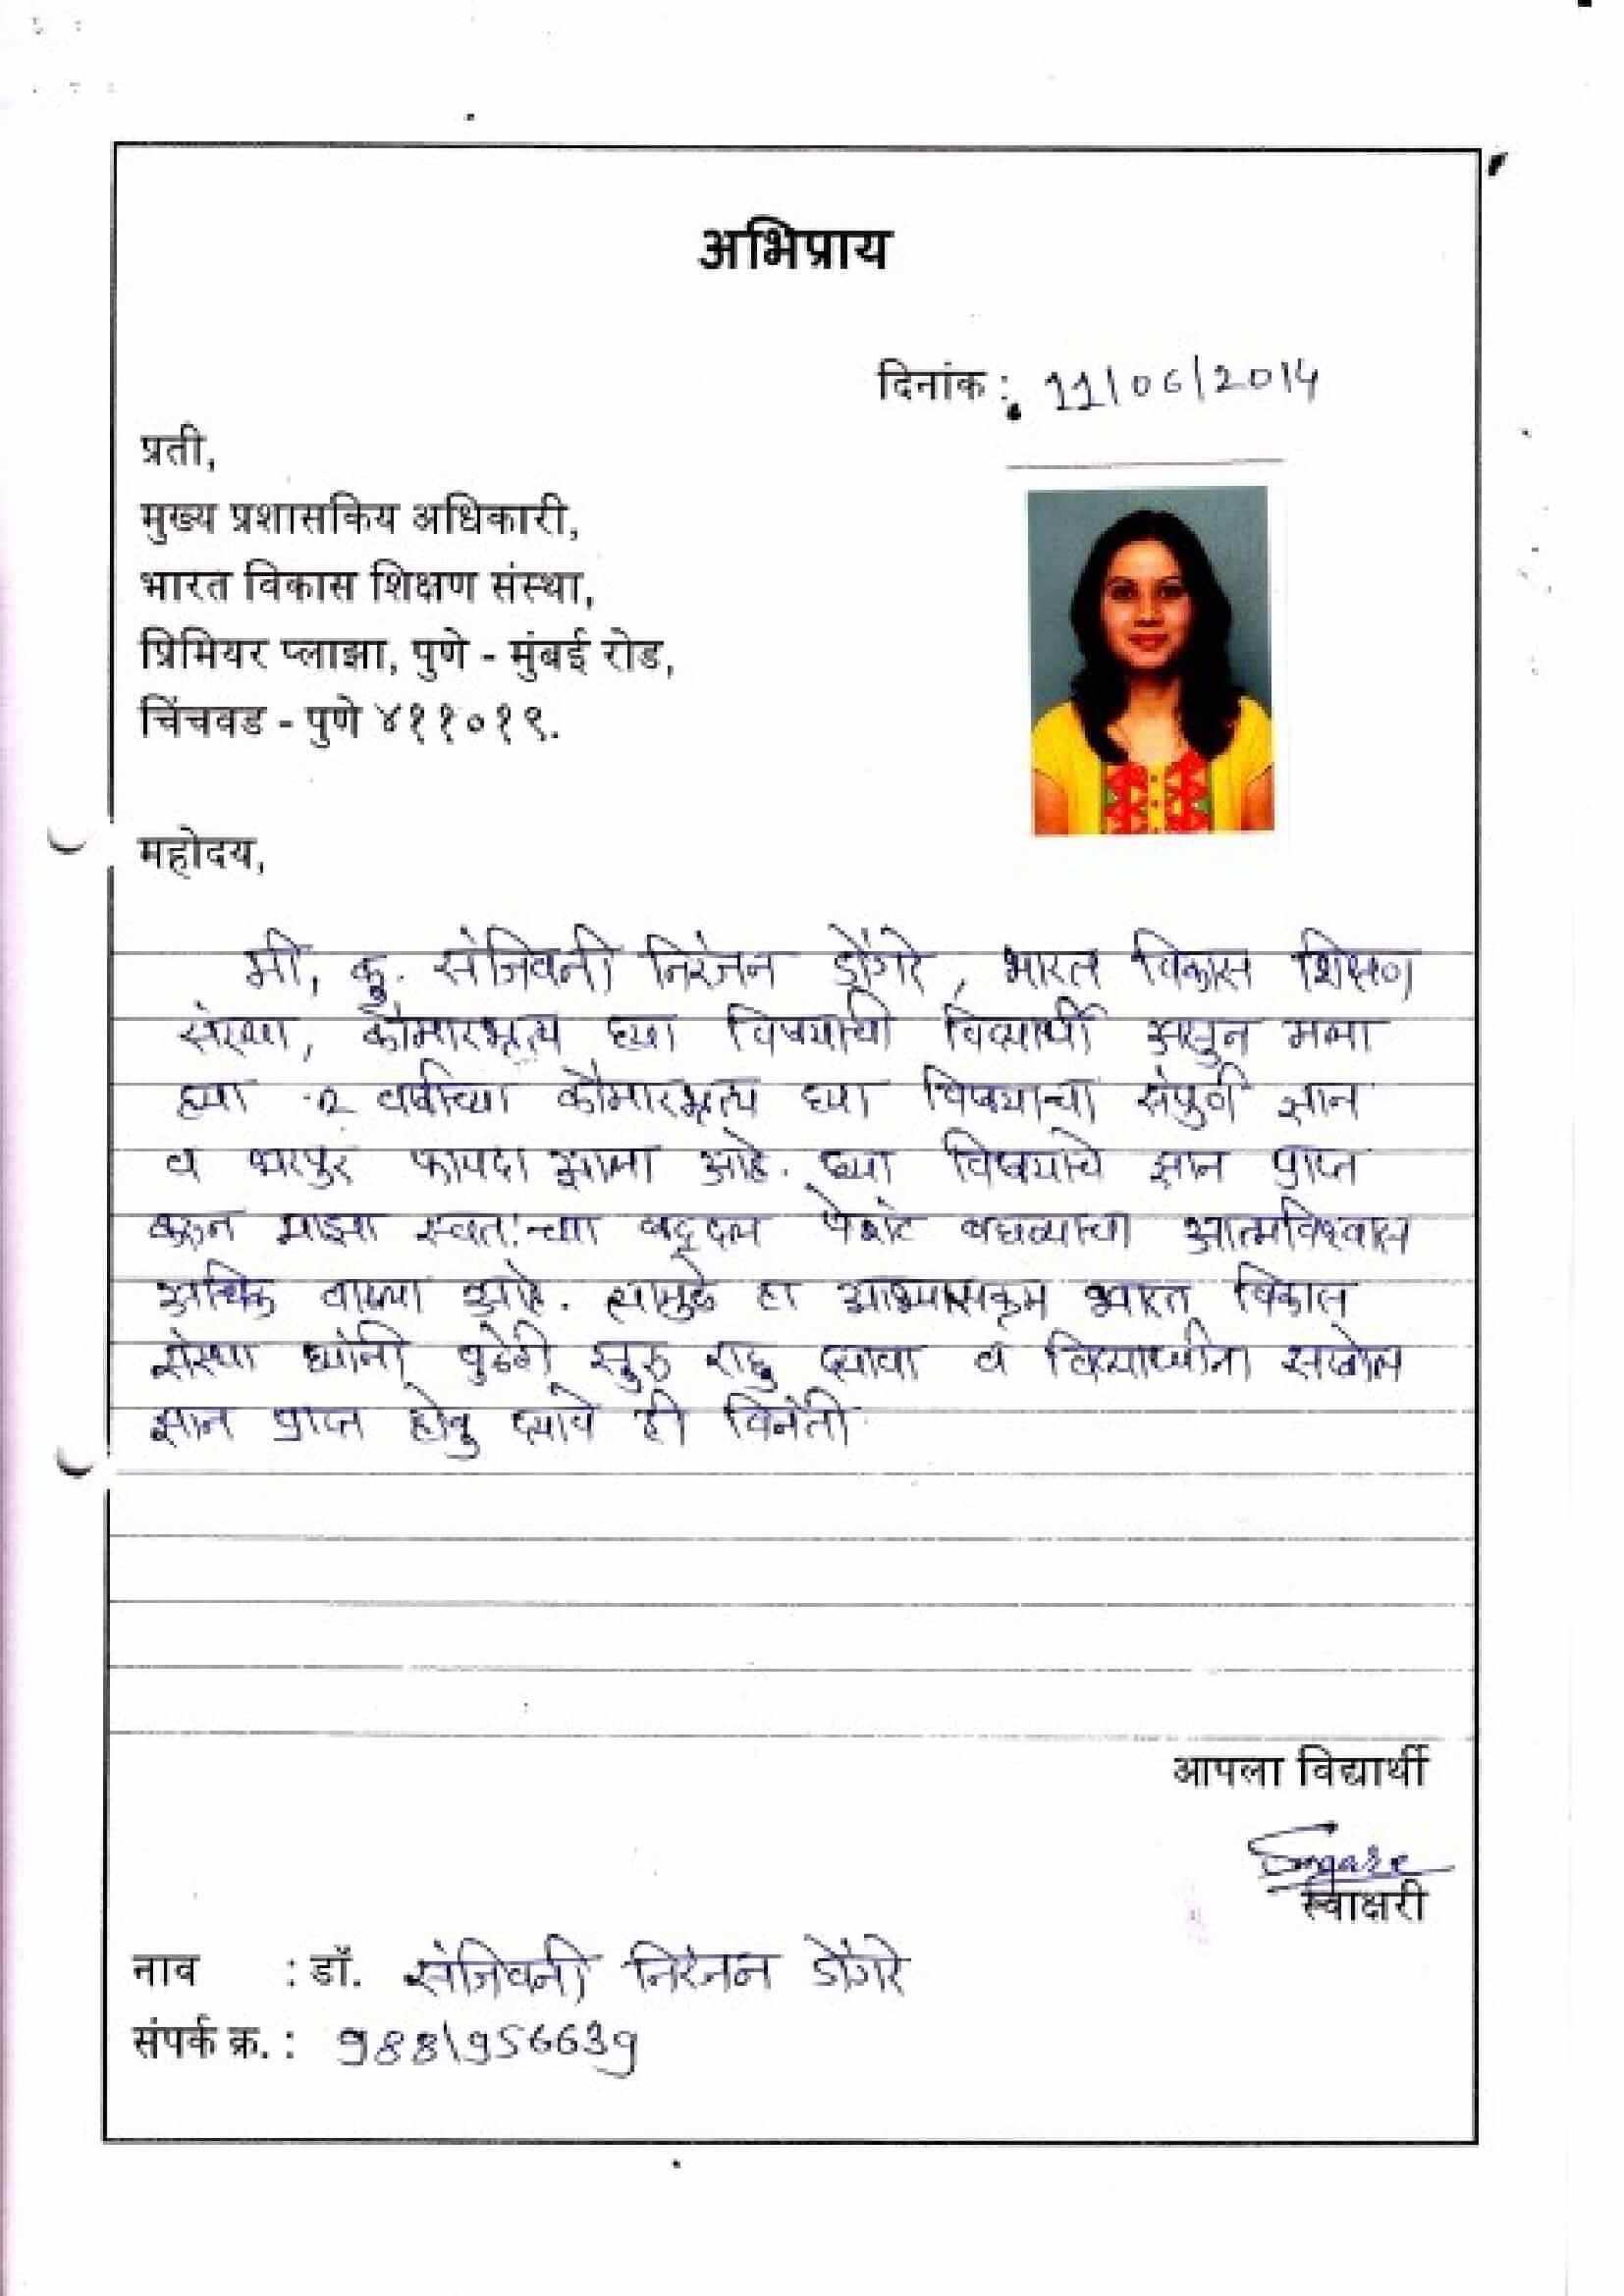 अभिप्राय
दिनांक : 11/06/2014
प्रती,
मुख्य प्रशासकिय अधिकारी,
भारत विकास शिक्षण संस्था,
प्रिमियर प्लाझा, पुणे - मुंबई रोड,
चिंचवड - पुणे ४११०१९.
महोदय,
मी, कु. संजिवनी निरंजन डोंगरे, भारत विकास शिक्षण
संस्था, कौमारभृत्य ह्या विषयाची विद्यार्थी असुन मला
ह्या २ वर्षाच्या कौमारभृत्य ह्या विषयाचा संपुर्ण ज्ञान
व भरपुर फायदा झाला आहे. ह्या विषयाचे ज्ञान प्राप्त
करुन माझा स्वत:च्या बद्दल पेशंट बघण्याचा आत्मविश्वास
अधिक वाढला आहे. त्यामुळे हा अभ्यासक्रम भारत विकास
संस्था ह्यांनी पुढेही सुरु राहु द्यावा व विद्यार्थ्यांना सखोल
ज्ञान प्राप्त होवु द्यावे ही विनंती
आपला विद्यार्थी
Dongare
स्वाक्षरी
नाव : डॉ. संजिवनी निरंजन डोंगरे
संपर्क क्र. : 9881956639